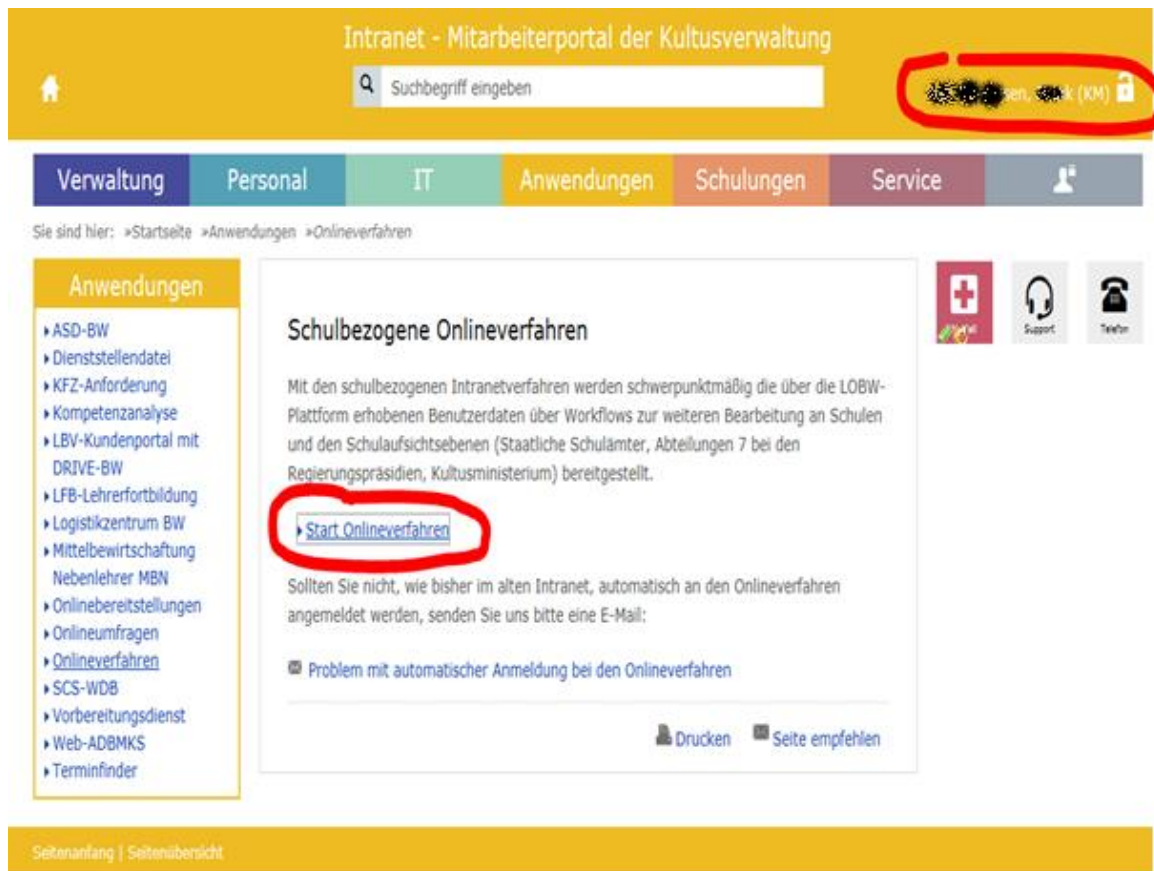 Intranet - Mitarbeiterportal der Kultusverwaltung
Suchbegriff eingeben
sen, k (KM)
Verwaltung Personal IT Anwendungen Schulungen Service
Sie sind hier: »Startseite »Anwendungen »Onlineverfahren
Anwendungen
ASD-BW
Dienststellendatei
KFZ-Anforderung
Kompetenzanalyse
LBV-Kundenportal mit
DRIVE-BW
LFB-Lehrerfortbildung
Logistikzentrum BW
Mittelbewirtschaftung
Nebenlehrer MBN
Onlinebereitstellungen
Onlineumfragen
Onlineverfahren
SCS-WDB
Vorbereitungsdienst
Web-ADBMKS
Terminfinder
Schulbezogene Onlineverfahren
Mit den schulbezogenen Intranetverfahren werden schwerpunktmäßig die über die LOBW-
Plattform erhobenen Benutzerdaten über Workflows zur weiteren Bearbeitung an Schulen
und den Schulaufsichtsebenen (Staatliche Schulämter, Abteilungen 7 bei den
Regierungspräsidien, Kultusministerium) bereitgestellt.
Start Onlineverfahren
Sollten Sie nicht, wie bisher im alten Intranet, automatisch an den Onlineverfahren
angemeldet werden, senden Sie uns bitte eine E-Mail:
Problem mit automatischer Anmeldung bei den Onlineverfahren
Drucken Seite empfehlen
Support
Telefon
Seitenanfang | Seitenübersicht